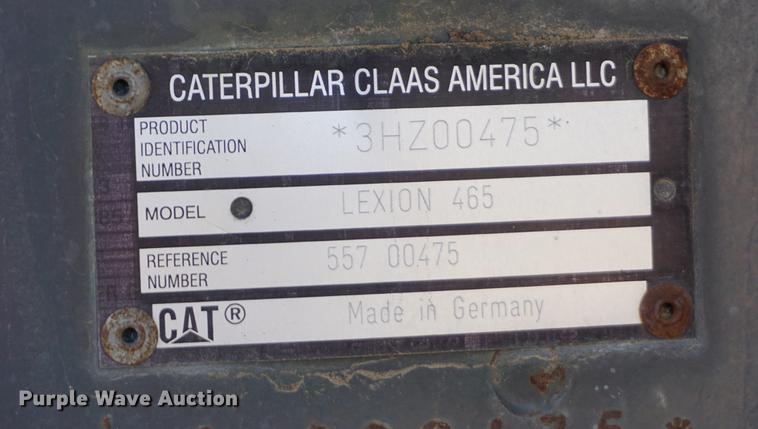 CATERPILLAR CLAAS AMERICA LLC
PRODUCT IDENTIFICATION NUMBER
*3HZ00475*
MODEL
LEXION 465
REFERENCE NUMBER
557 00475
CAT®
Made in Germany
Purple Wave Auction